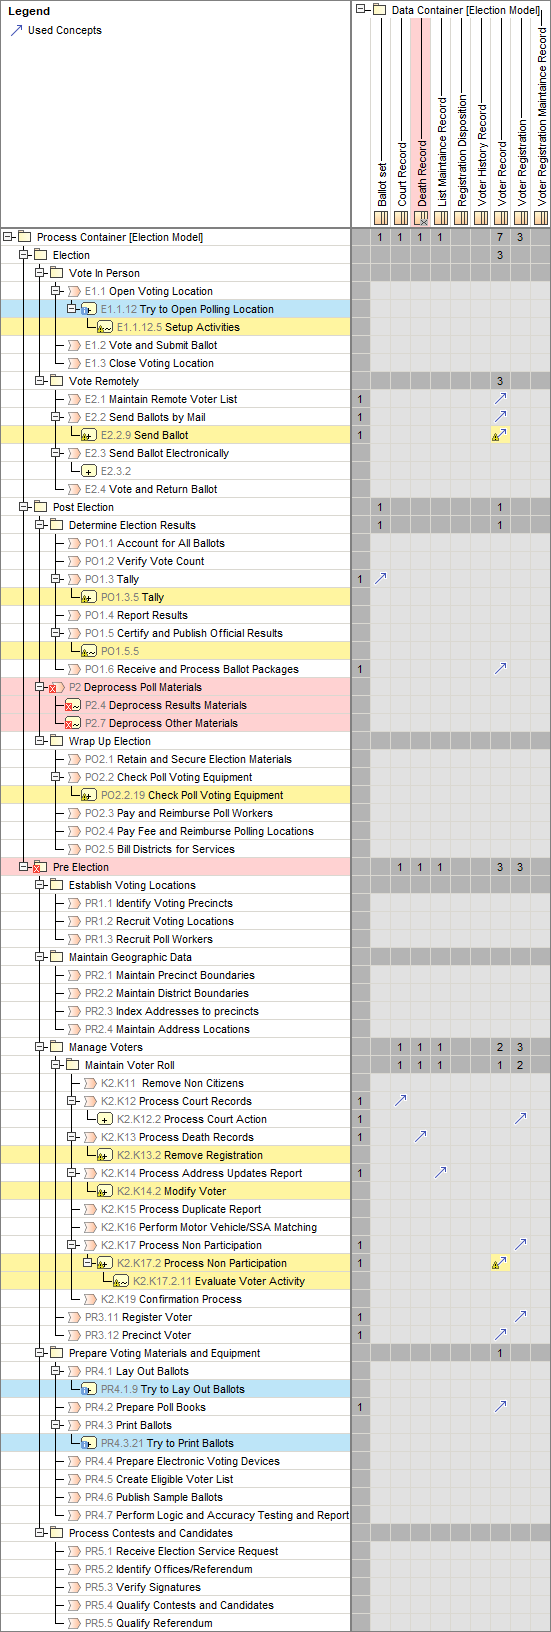 Legend
Used Concepts
Data Container [Election Model]
Ballot set
Court Record
Death Record
List Maintaince Record
Registration Disposition
Voter History Record
Voter Record
Voter Registration
Voter Registration Maintaince Record
Process Container [Election Model] 1 1 1 1 7 3
Election 3
Vote In Person
E1.1 Open Voting Location
E1.1.12 Try to Open Polling Location
E1.1.12.5 Setup Activities
E1.2 Vote and Submit Ballot
E1.3 Close Voting Location
Vote Remotely 3
E2.1 Maintain Remote Voter List 1
E2.2 Send Ballots by Mail 1
E2.2.9 Send Ballot 1
E2.3 Send Ballot Electronically
E2.3.2
E2.4 Vote and Return Ballot
Post Election 1 1
Determine Election Results 1 1
PO1.1 Account for All Ballots
PO1.2 Verify Vote Count
PO1.3 Tally 1
PO1.3.5 Tally
PO1.4 Report Results
PO1.5 Certify and Publish Official Results
PO1.5.5
PO1.6 Receive and Process Ballot Packages 1
P2 Deprocess Poll Materials
P2.4 Deprocess Results Materials
P2.7 Deprocess Other Materials
Wrap Up Election
PO2.1 Retain and Secure Election Materials
PO2.2 Check Poll Voting Equipment
PO2.2.19 Check Poll Voting Equipment
PO2.3 Pay and Reimburse Poll Workers
PO2.4 Pay Fee and Reimburse Polling Locations
PO2.5 Bill Districts for Services
Pre Election 1 1 1 3 3
Establish Voting Locations
PR1.1 Identify Voting Precincts
PR1.2 Recruit Voting Locations
PR1.3 Recruit Poll Workers
Maintain Geographic Data
PR2.1 Maintain Precinct Boundaries
PR2.2 Maintain District Boundaries
PR2.3 Index Addresses to precincts
PR2.4 Maintain Address Locations
Manage Voters 1 1 1 2 3
Maintain Voter Roll 1 1 1 1 2
K2.K11 Remove Non Citizens
K2.K12 Process Court Records 1
K2.K12.2 Process Court Action 1
K2.K13 Process Death Records 1
K2.K13.2 Remove Registration
K2.K14 Process Address Updates Report 1
K2.K14.2 Modify Voter
K2.K15 Process Duplicate Report
K2.K16 Perform Motor Vehicle/SSA Matching
K2.K17 Process Non Participation 1
K2.K17.2 Process Non Participation 1
K2.K17.2.11 Evaluate Voter Activity
K2.K19 Confirmation Process
PR3.11 Register Voter 1
PR3.12 Precinct Voter 1
Prepare Voting Materials and Equipment 1
PR4.1 Lay Out Ballots
PR4.1.9 Try to Lay Out Ballots
PR4.2 Prepare Poll Books 1
PR4.3 Print Ballots
PR4.3.21 Try to Print Ballots
PR4.4 Prepare Electronic Voting Devices
PR4.5 Create Eligible Voter List
PR4.6 Publish Sample Ballots
PR4.7 Perform Logic and Accuracy Testing and Report
Process Contests and Candidates
PR5.1 Receive Election Service Request
PR5.2 Identify Offices/Referendum
PR5.3 Verify Signatures
PR5.4 Qualify Contests and Candidates
PR5.5 Qualify Referendum